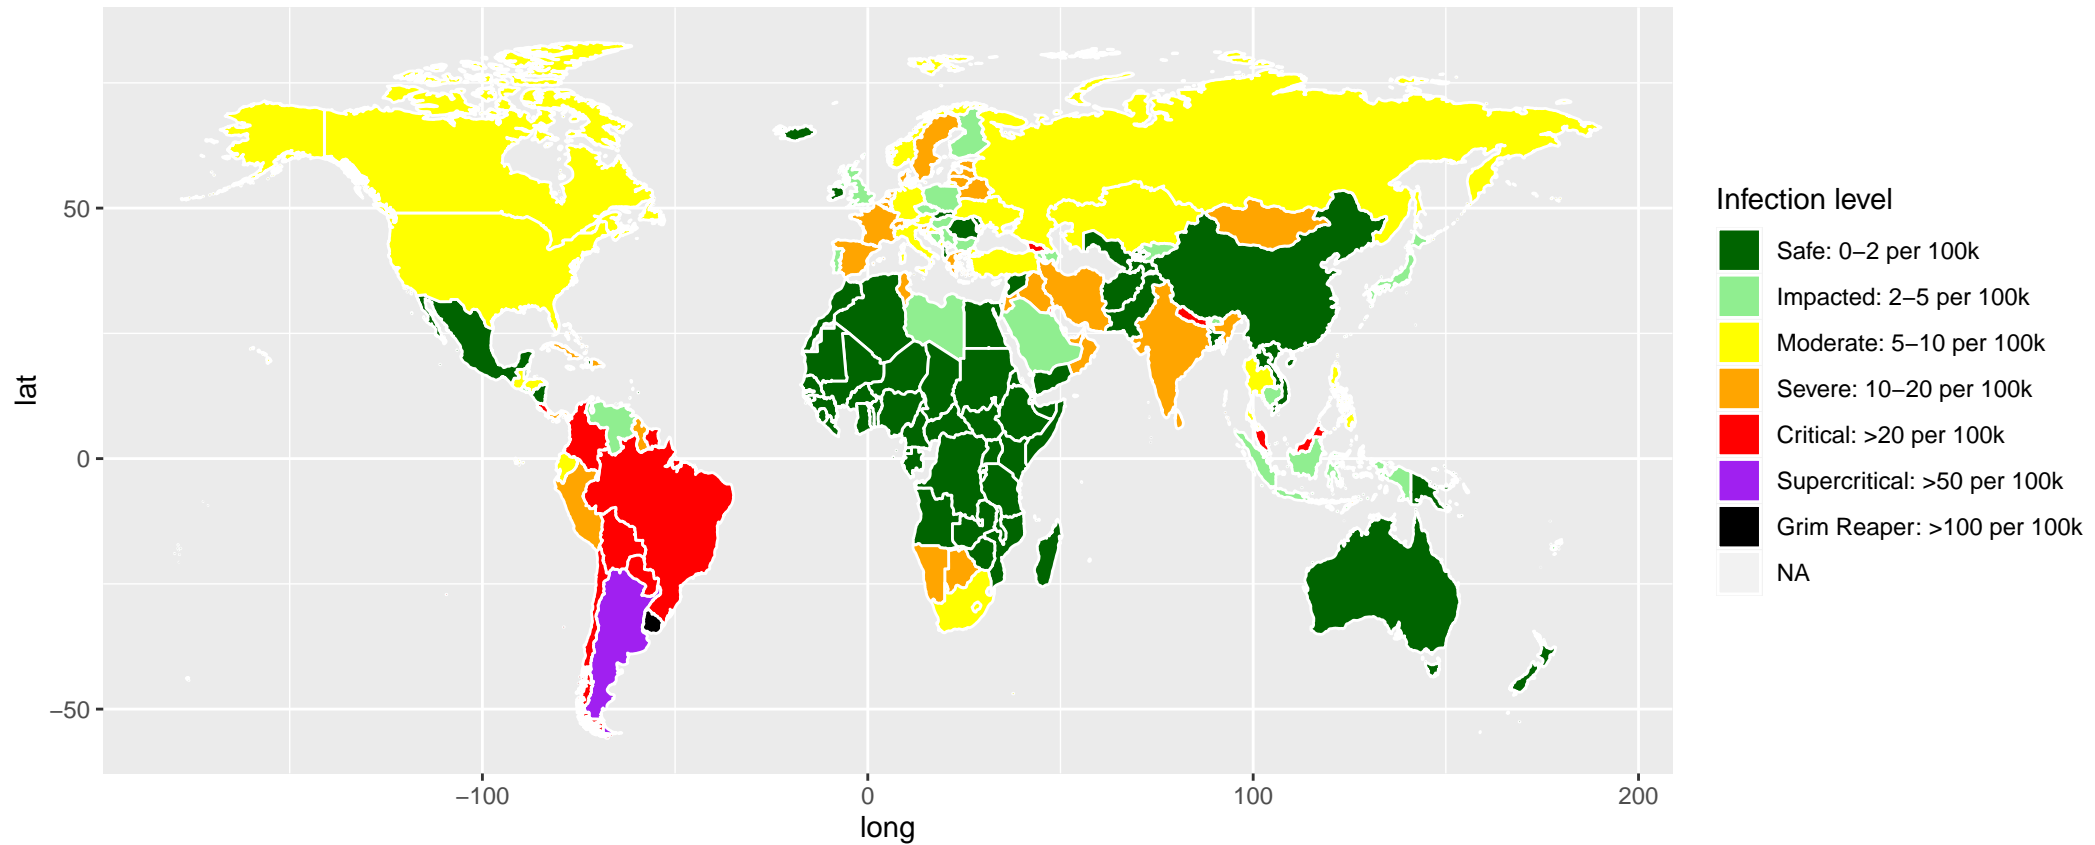 50
0
−50
lat
−100
0
100
200
long
Infection level
Safe: 0−2 per 100k
Impacted: 2−5 per 100k
Moderate: 5−10 per 100k
Severe: 10−20 per 100k
Critical: >20 per 100k
Supercritical: >50 per 100k
Grim Reaper: >100 per 100k
NA